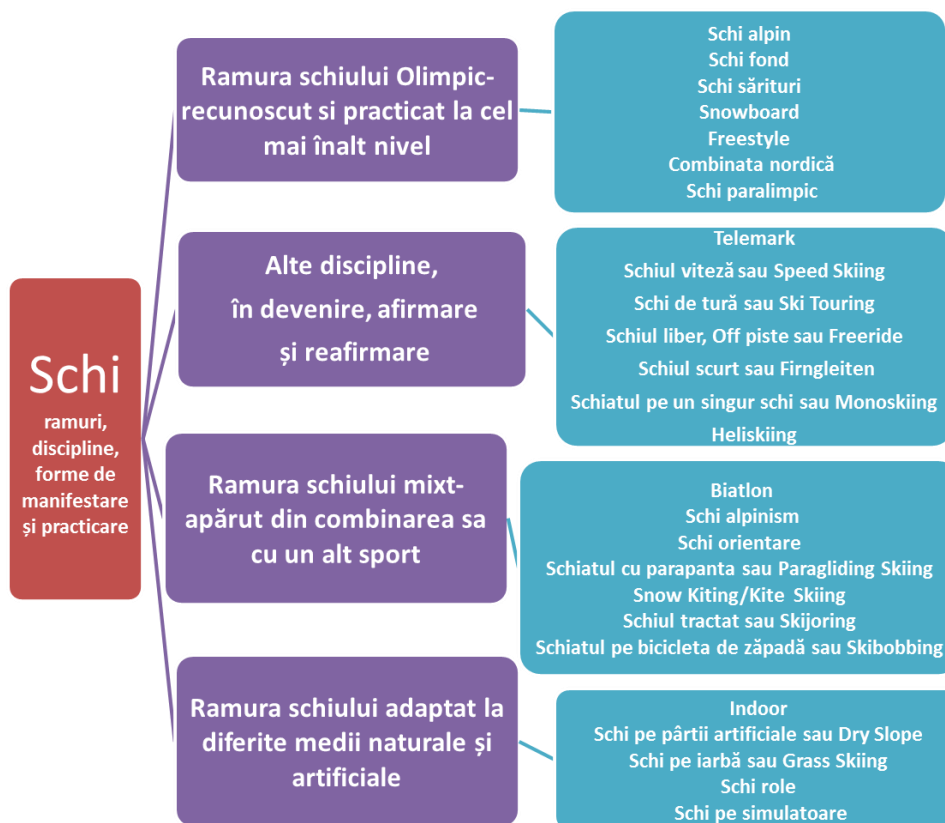 Schi
ramuri,
discipline,
forme de
manifestare
și practicare
Ramura schiului Olimpic-
recunoscut si practicat la cel
mai înalt nivel
Schi alpin
Schi fond
Schi sărituri
Snowboard
Freestyle
Combinata nordică
Schi paralimpic
Alte discipline,
în devenire, afirmare
și reafirmare
Telemark
Schiul viteză sau Speed Skiing
Schi de tură sau Ski Touring
Schiul liber, Off piste sau Freeride
Schiul scurt sau Firngleiten
Schiatul pe un singur schi sau Monoskiing
Heliskiing
Ramura schiului mixt-
apărut din combinarea sa
cu un alt sport
Biatlon
Schi alpinism
Schi orientare
Schiatul cu parapanta sau Paragliding Skiing
Snow Kiting/Kite Skiing
Schiul tractat sau Skijoring
Schiatul pe bicicleta de zăpadă sau Skibobbing
Ramura schiului adaptat la
diferite medii naturale și
artificiale
Indoor
Schi pe pârtii artificiale sau Dry Slope
Schi pe iarbă sau Grass Skiing
Schi role
Schi pe simulatoare